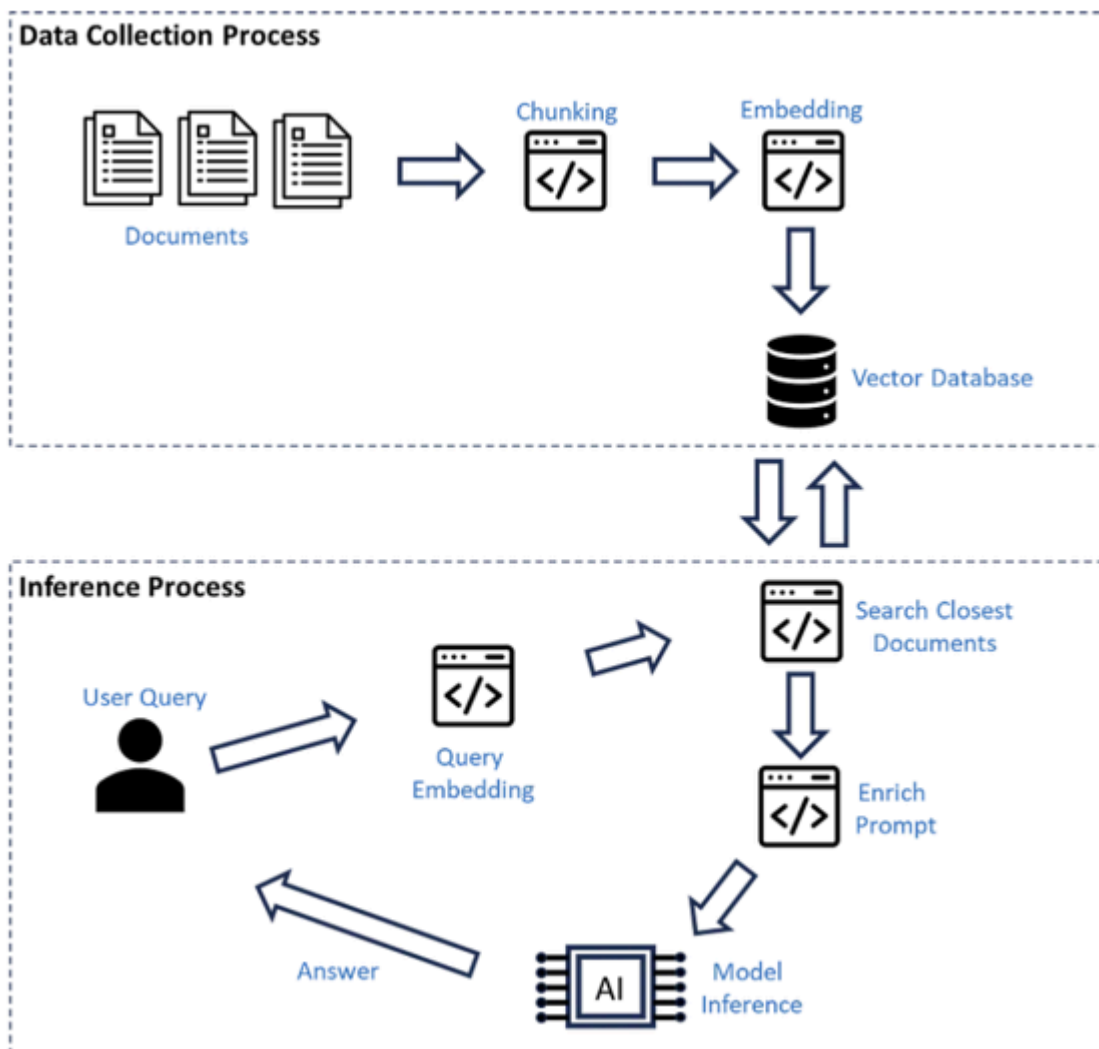 Data Collection Process
Chunking
Embedding
</>
</>
Documents
Vector Database
Inference Process
</>
Search Closest
Documents
User Query
</>
Query
Embedding
</>
Enrich
Prompt
Answer
AI
Model
Inference